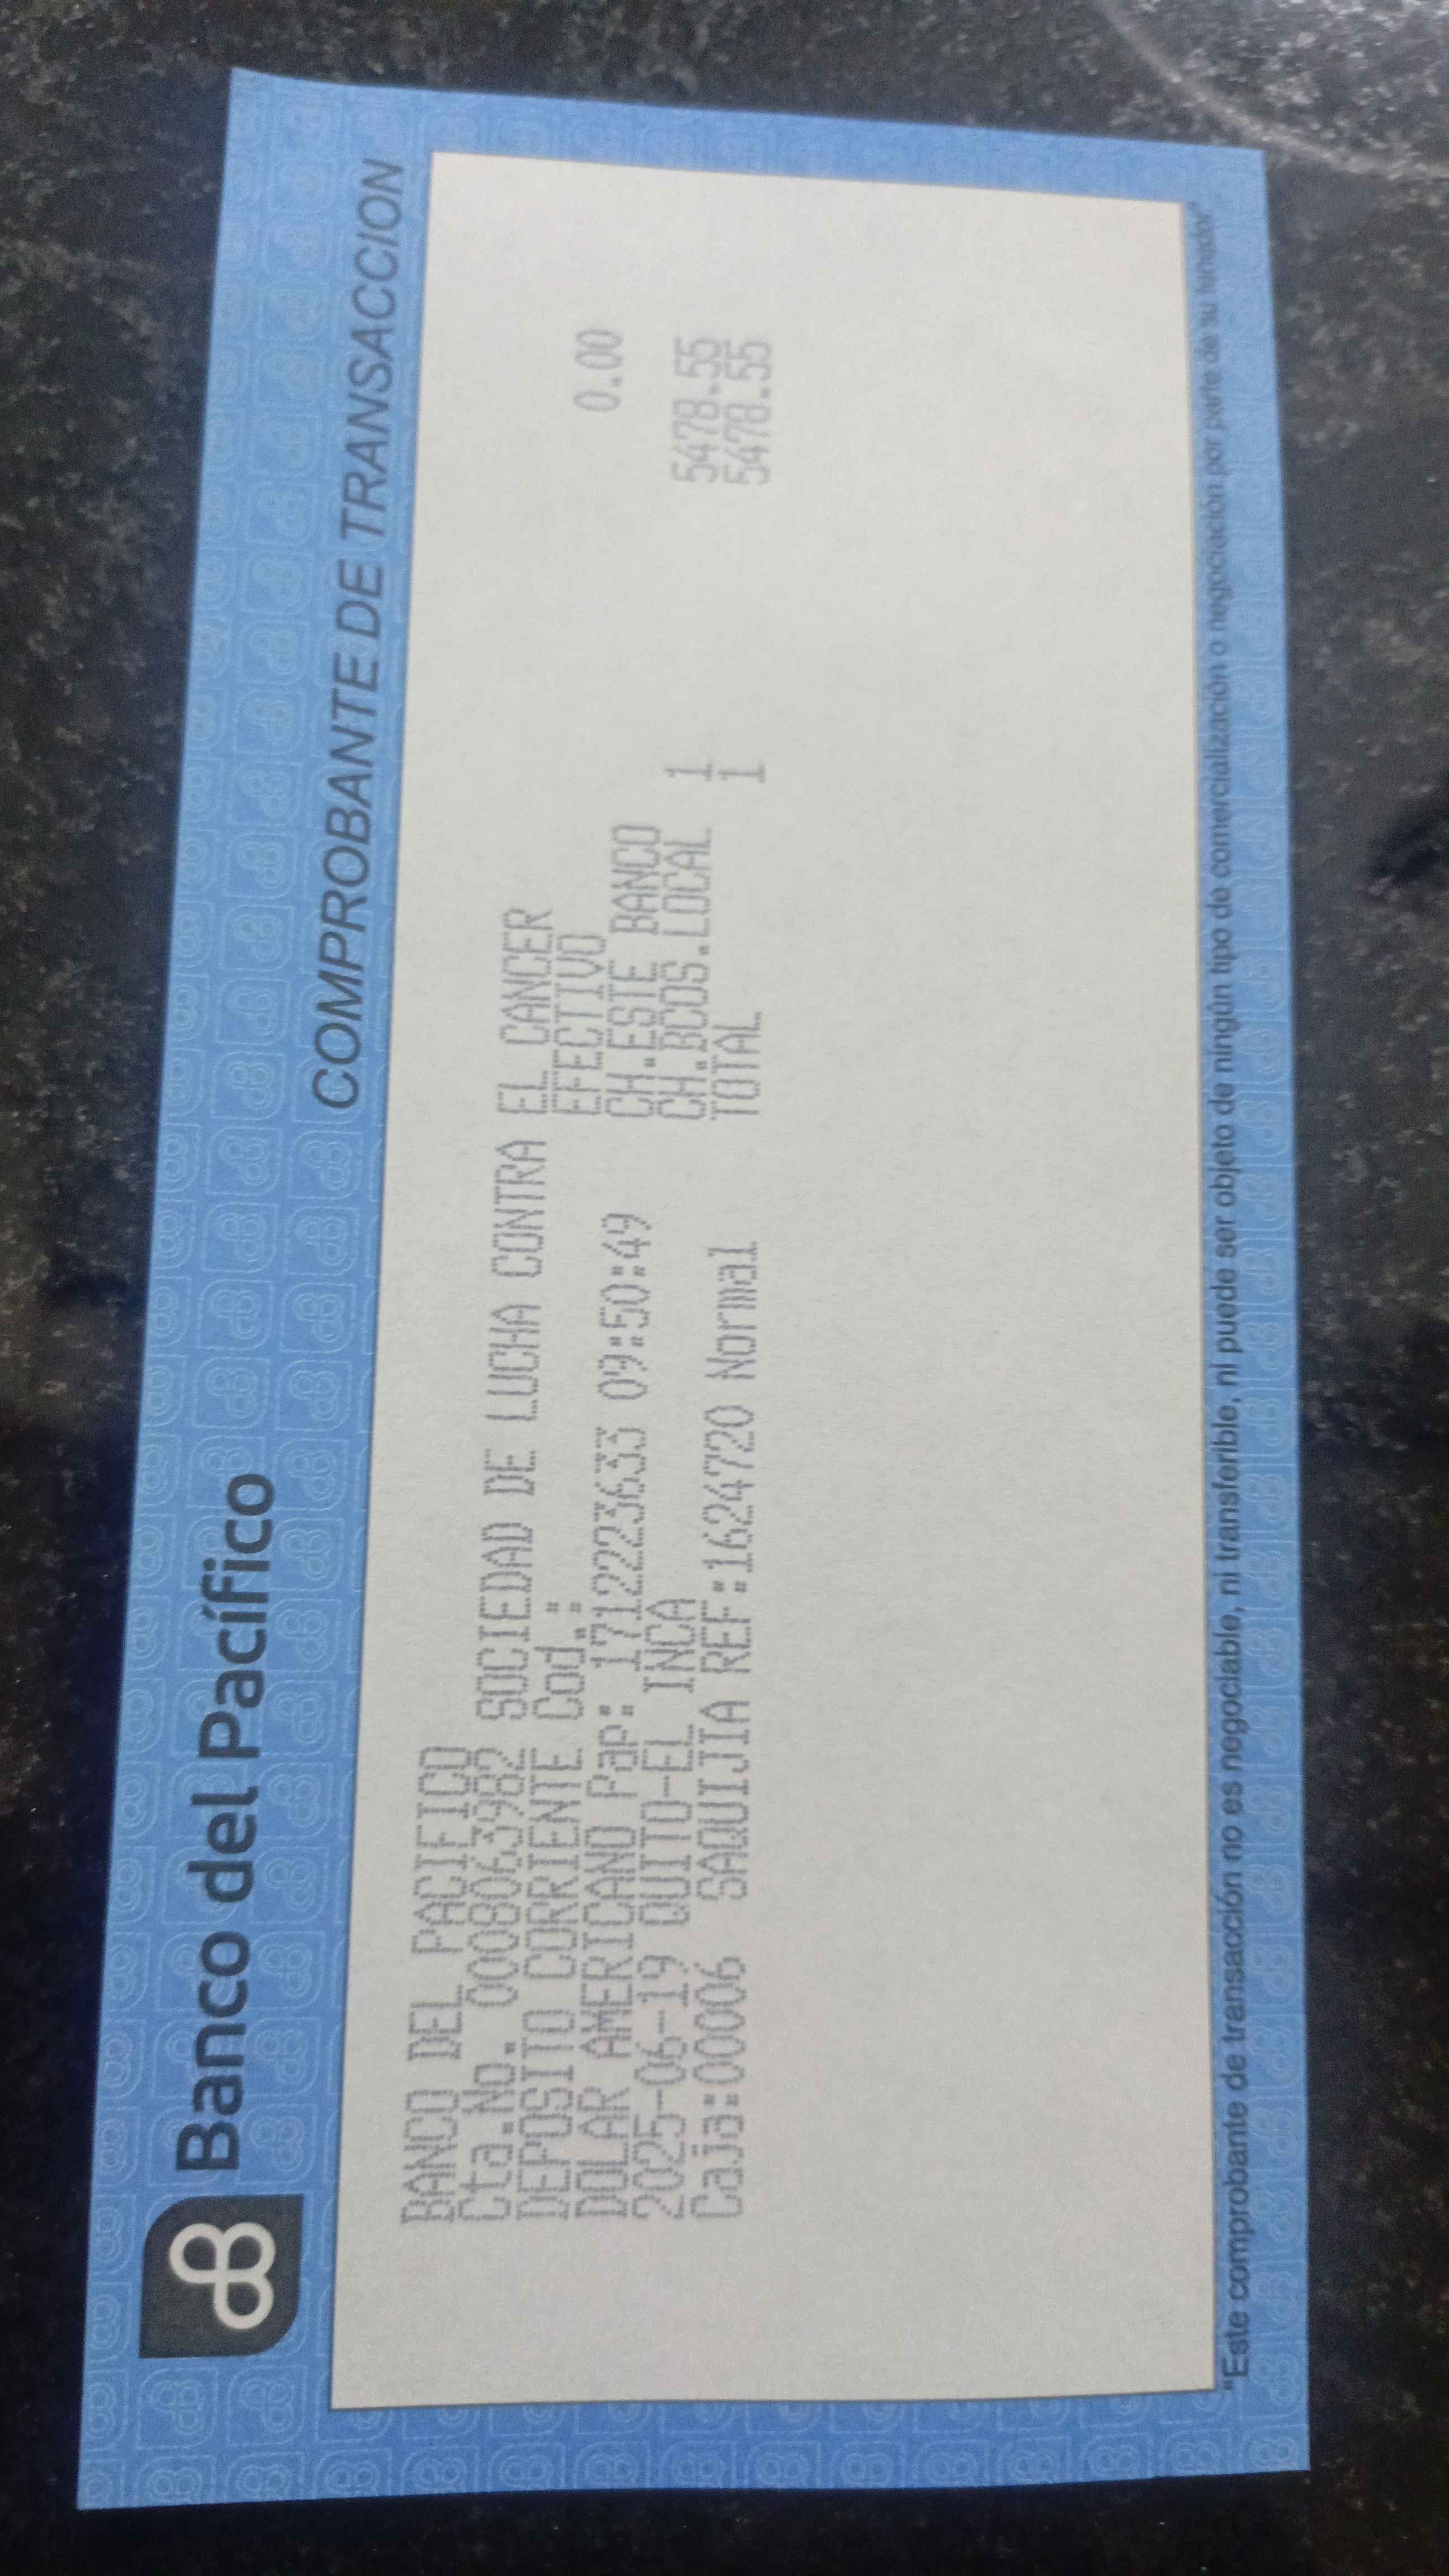 Banco del Pacífico
COMPROBANTE DE TRANSACCION
BANCO DEL PACIFICO
Cta.No. 0008063982 SOCIEDAD DE LUCHA CONTRA EL CANCER
DEPOSITO CORRIENTE Cod.: EFECTIVO 0.00
DOLAR AMERICANO Pap: 1712223633 09:50:49 CH.ESTE BANCO
2025-06-19 QUITO-EL INCA CH.BCOS.LOCAL 1 5478.55
Caja:00006 SAQUIJIA REF:162472O Normal TOTAL 1 5478.55
"Este comprobante de transacción no es negociable, ni transferible, ni puede ser objeto de ningún tipo de comercialización o negociación por parte de su tenedor"